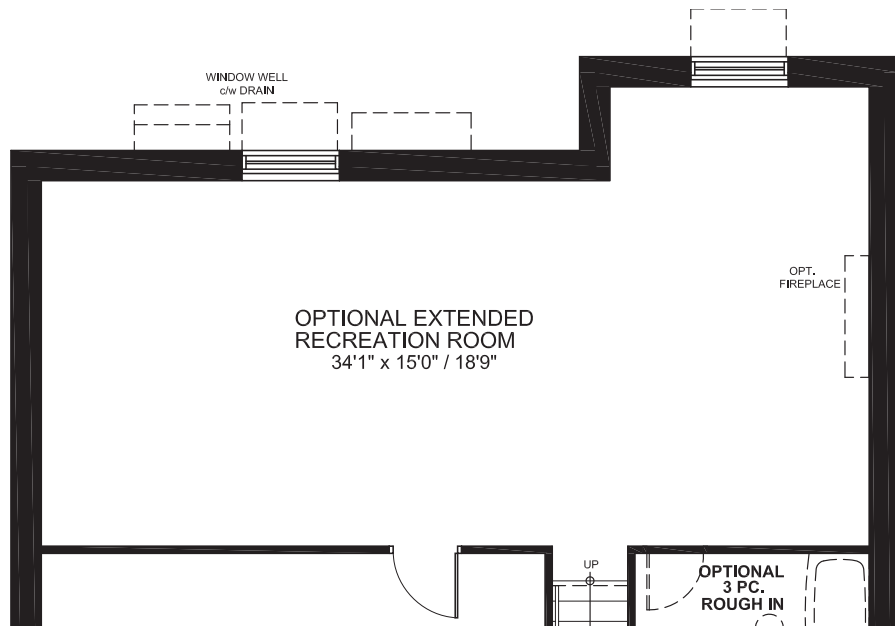 WINDOW WELL
c/w DRAIN
OPT.
FIREPLACE
OPTIONAL EXTENDED
RECREATION ROOM
34'1" x 15'0" / 18'9"
UP
OPTIONAL
3 PC.
ROUGH IN